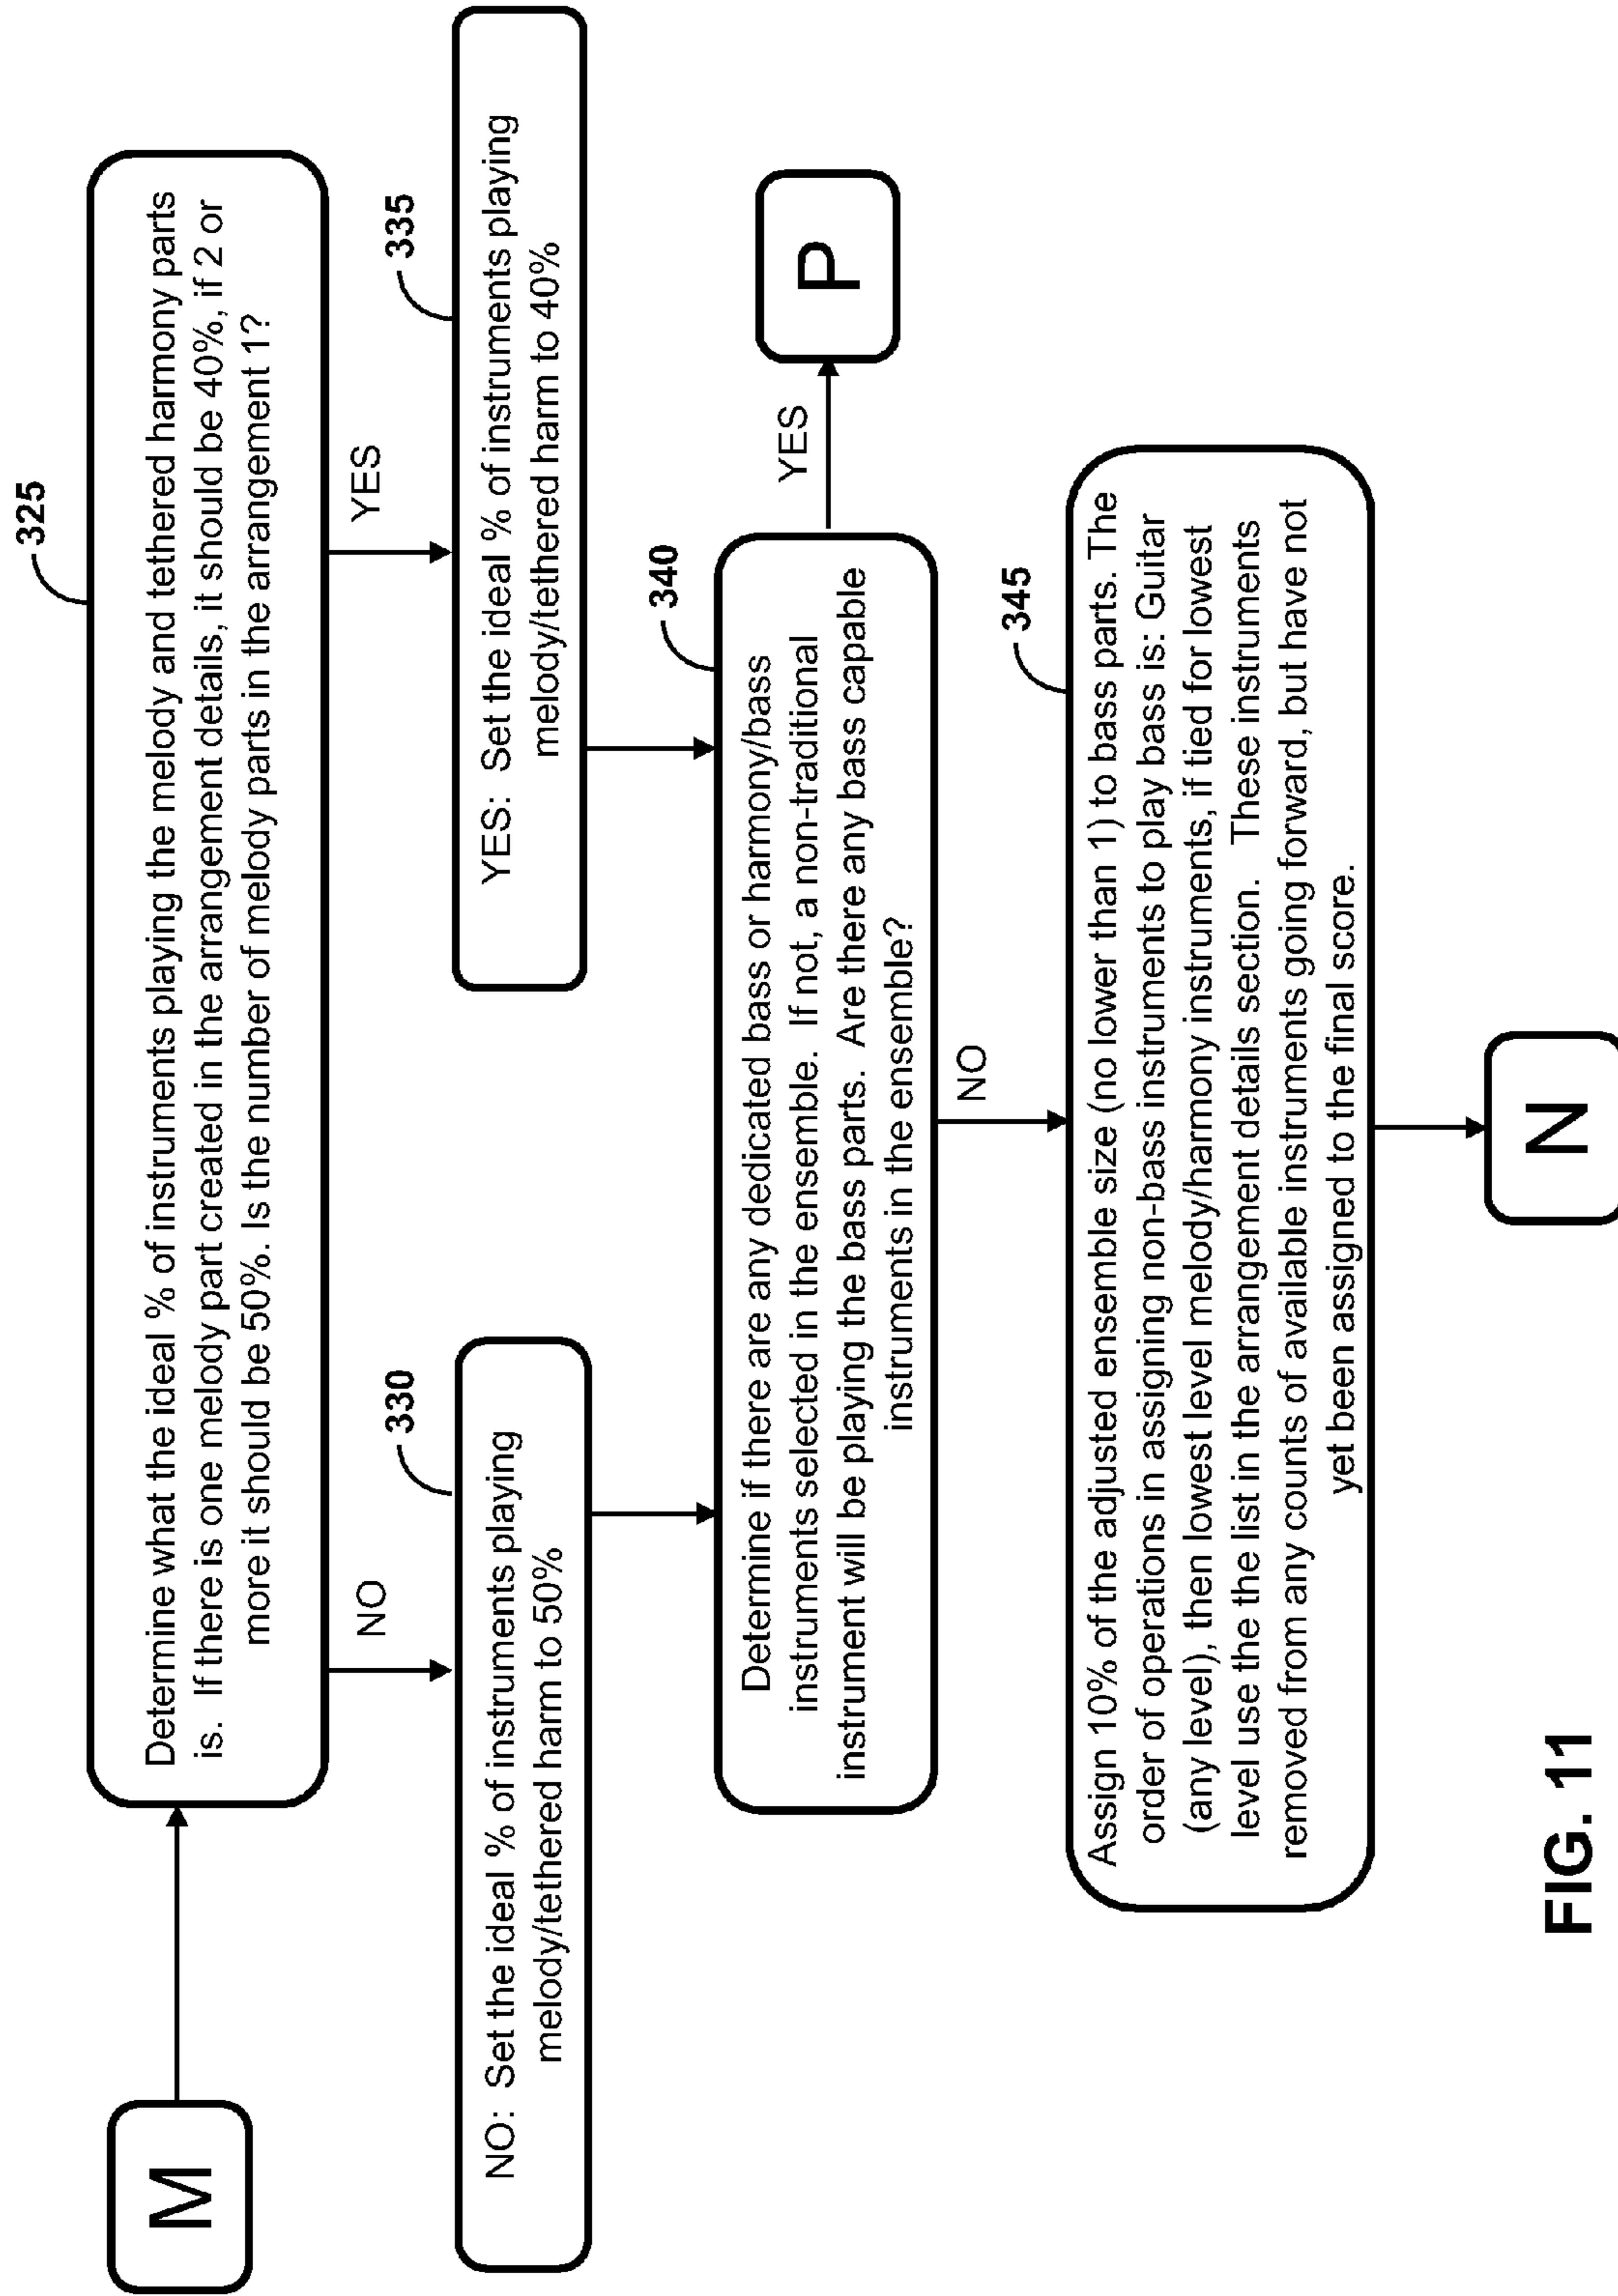 M
325
Determine what the ideal % of instruments playing the melody and tethered harmony parts
is. If there is one melody part created in the arrangement details, it should be 40%, if 2 or
more it should be 50%. Is the number of melody parts in the arrangement 1?
NO
YES
330
NO: Set the ideal % of instruments playing
melody/tethered harm to 50%
335
YES: Set the ideal % of instruments playing
melody/tethered harm to 40%
340
Determine if there are any dedicated bass or harmony/bass
instruments selected in the ensemble. If not, a non-traditional
instrument will be playing the bass parts. Are there any bass capable
instruments in the ensemble?
YES
P
NO
345
Assign 10% of the adjusted ensemble size (no lower than 1) to bass parts. The
order of operations in assigning non-bass instruments to play bass is: Guitar
(any level), then lowest level melody/harmony instruments, if tied for lowest
level use the the list in the arrangement details section. These instruments
removed from any counts of available instruments going forward, but have not
yet been assigned to the final score.
N
FIG. 11